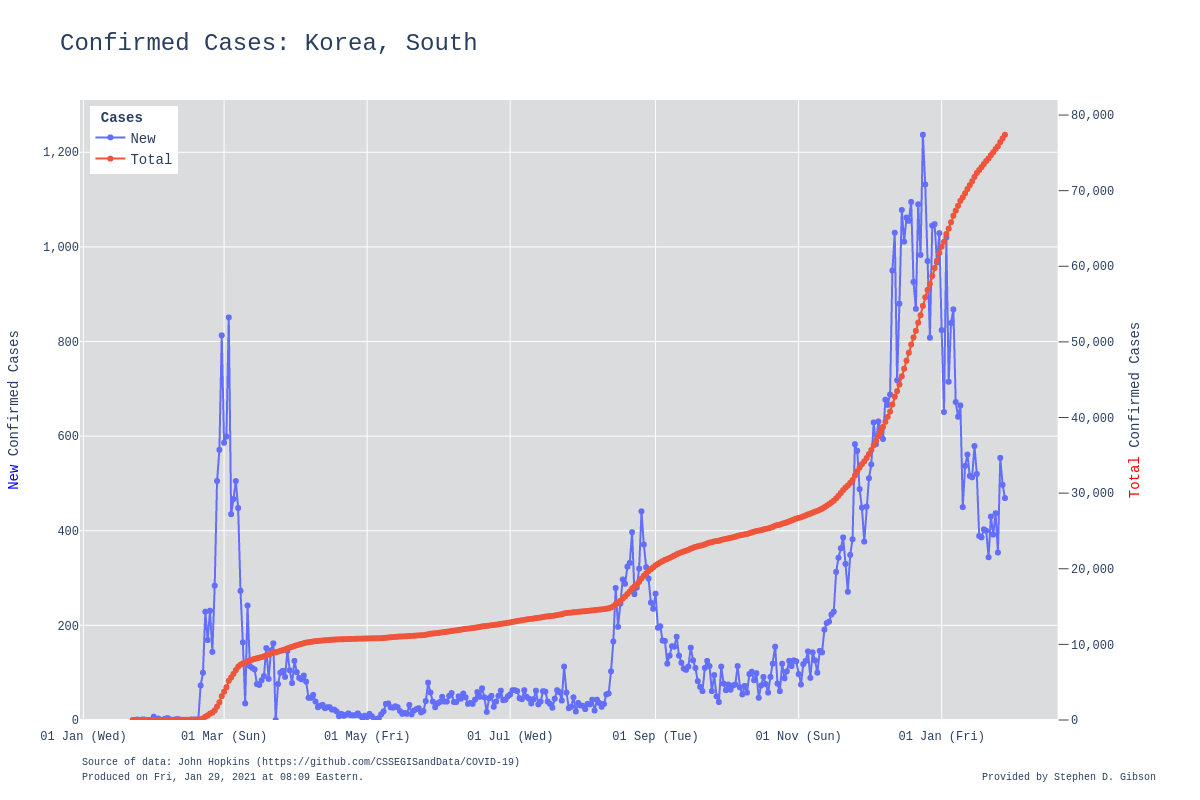 Confirmed Cases: Korea, South
Cases
New
Total
1,200
1,000
800
600
400
200
0
80,000
70,000
60,000
50,000
40,000
30,000
20,000
10,000
0
New Confirmed Cases
Total Confirmed Cases
01 Jan (Wed) 01 Mar (Sun) 01 May (Fri) 01 Jul (Wed) 01 Sep (Tue) 01 Nov (Sun) 01 Jan (Fri)
Source of data: John Hopkins (https://github.com/CSSEGISandData/COVID-19)
Produced on Fri, Jan 29, 2021 at 08:09 Eastern.
Provided by Stephen D. Gibson